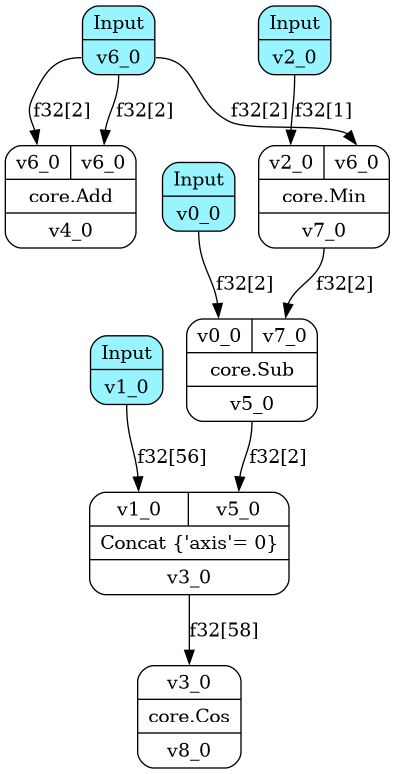 Input
v6_0
Input
v2_0
f32[2]
f32[2]
f32[2]
f32[1]
v6_0 v6_0
core.Add
v4_0
v2_0 v6_0
core.Min
v7_0
Input
v0_0
f32[2]
f32[2]
v0_0 v7_0
core.Sub
v5_0
Input
v1_0
f32[56]
f32[2]
v1_0 v5_0
Concat {'axis'= 0}
v3_0
f32[58]
v3_0
core.Cos
v8_0